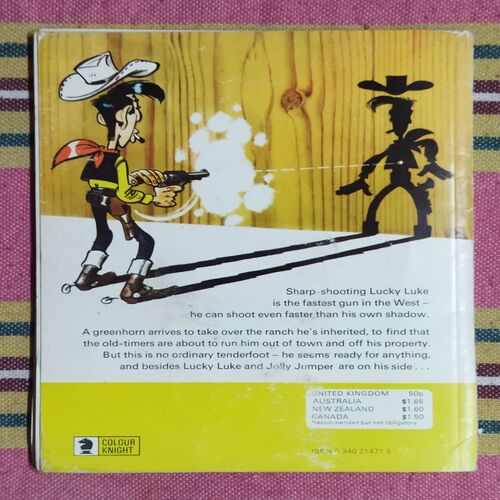 Sharp-shooting Lucky Luke
is the fastest gun in the West –
he can shoot even faster than his own shadow.
A greenhorn arrives to take over the ranch he's inherited, to find that
the old-timers are about to run him out of town and off his property.
But this is no ordinary tenderfoot – he seems ready for anything,
and besides Lucky Luke and Jolly Jumper are on his side . . .
UNITED KINGDOM 50p
AUSTRALIA $1.65
NEW ZEALAND $1.60
CANADA $1.50
*recommended but not obligatory
COLOUR
KNIGHT
ISBN 0 340 21471 6